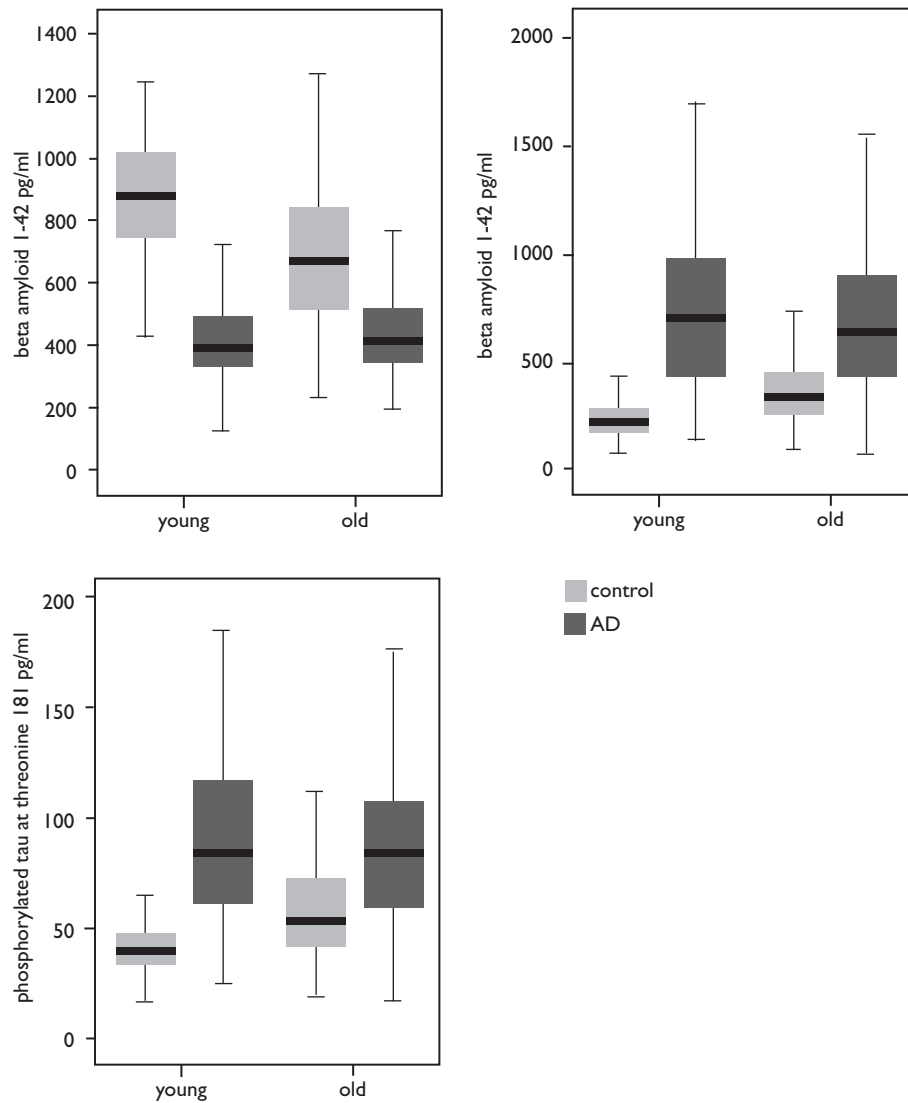 beta amyloid 1-42 pg/ml
1400
1200
1000
800
600
400
200
0
young old
beta amyloid 1-42 pg/ml
2000
1500
1000
500
0
young old
phosphorylated tau at threonine 181 pg/ml
200
150
100
50
0
young old
control
AD